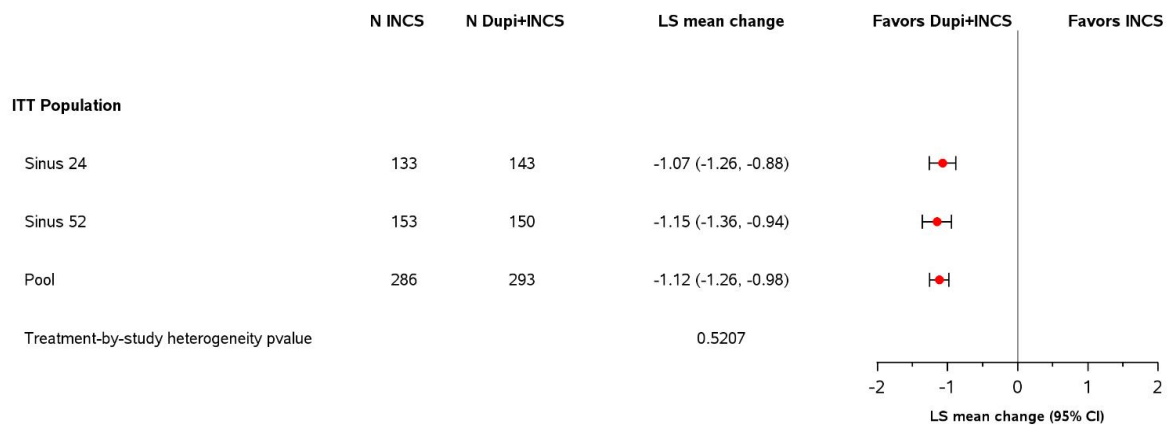 N INCS N Dupi+INCS LS mean change Favors Dupi+INCS Favors INCS
ITT Population
Sinus 24 133 143 -1.07 (-1.26, -0.88)
Sinus 52 153 150 -1.15 (-1.36, -0.94)
Pool 286 293 -1.12 (-1.26, -0.98)
Treatment-by-study heterogeneity pvalue 0.5207
-2 -1 0 1 2
LS mean change (95% CI)